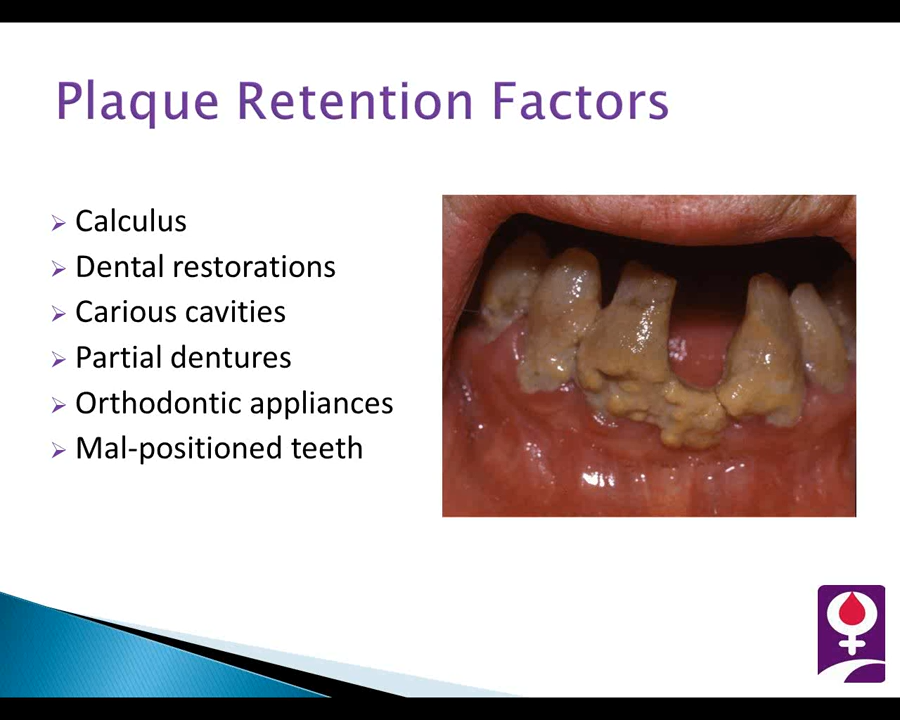 Plaque Retention Factors
Calculus
Dental restorations
Carious cavities
Partial dentures
Orthodontic appliances
Mal-positioned teeth